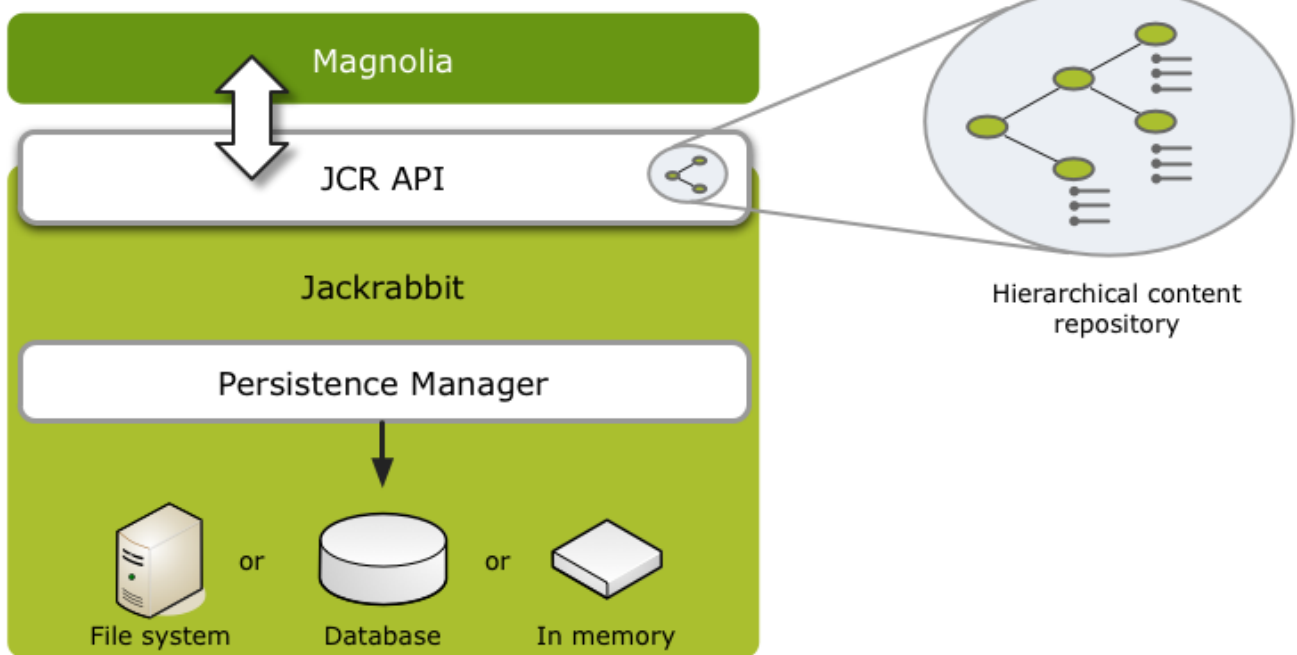 Magnolia
JCR API
Jackrabbit
Persistence Manager
or
or
File system
Database
In memory
Hierarchical content
repository